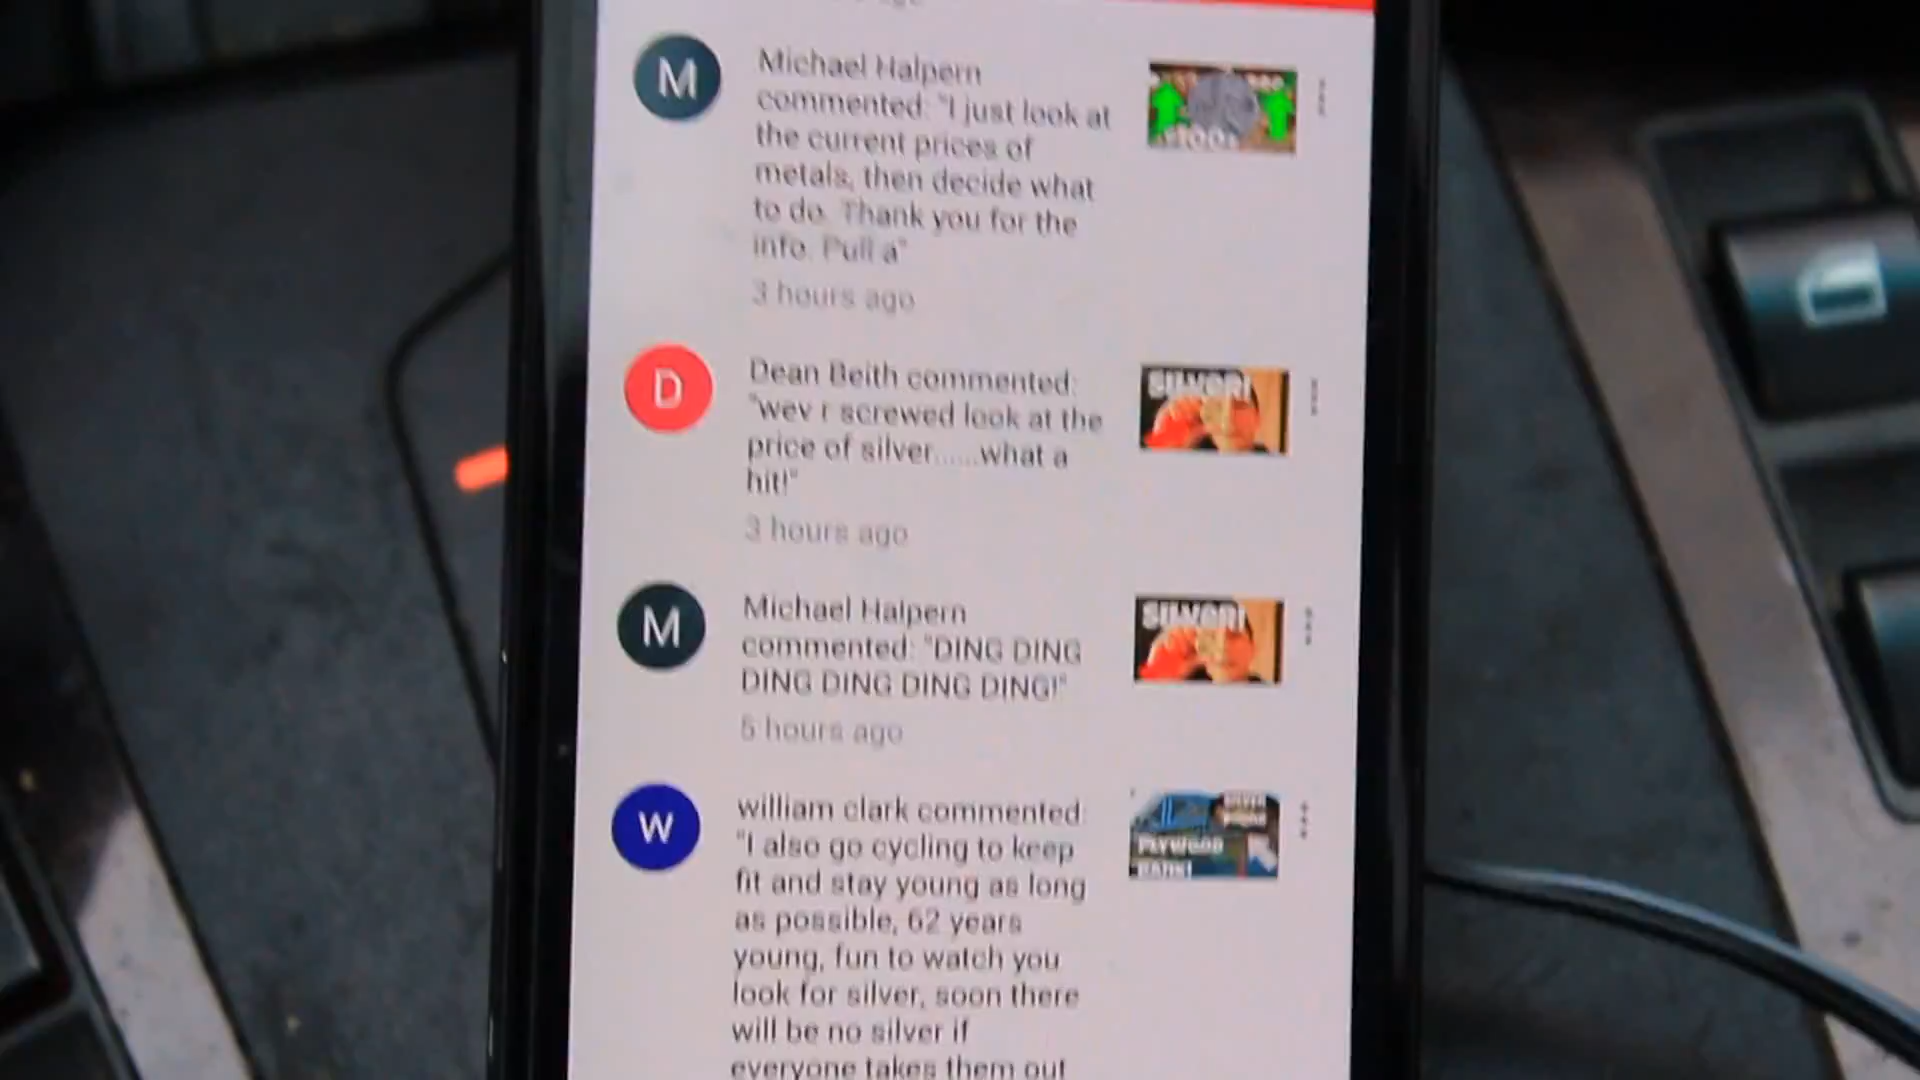 M
Michael Halpern
commented: "I just look at
the current prices of
metals, then decide what
to do. Thank you for the
info. Pull a"
3 hours ago
D
Dean Beith commented:
"wev r screwed look at the
price of silver......what a
hit!"
SILVER!
3 hours ago
M
Michael Halpern
commented: "DING DING
DING DING DING DING!"
SILVER!
5 hours ago
W
william clark commented:
"I also go cycling to keep
fit and stay young as long
as possible, 62 years
young, fun to watch you
look for silver, soon there
will be no silver if
everyone takes them out
PLYWOOD